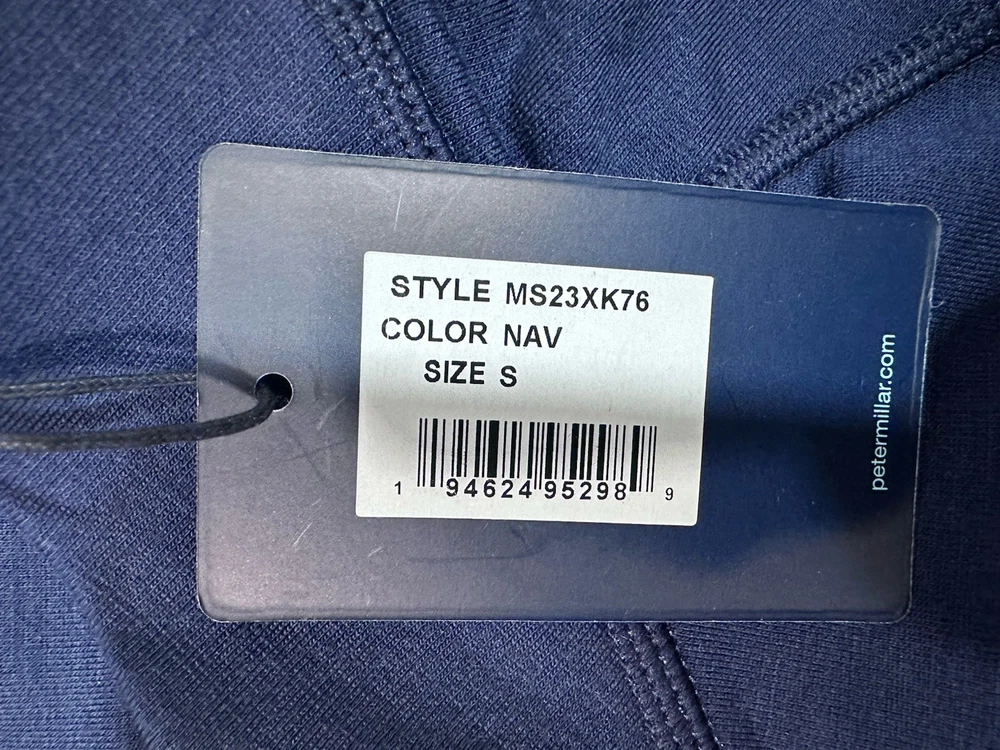 STYLE MS23XK76
COLOR NAV
SIZE S
1 94624 95298 9
petermillar.com